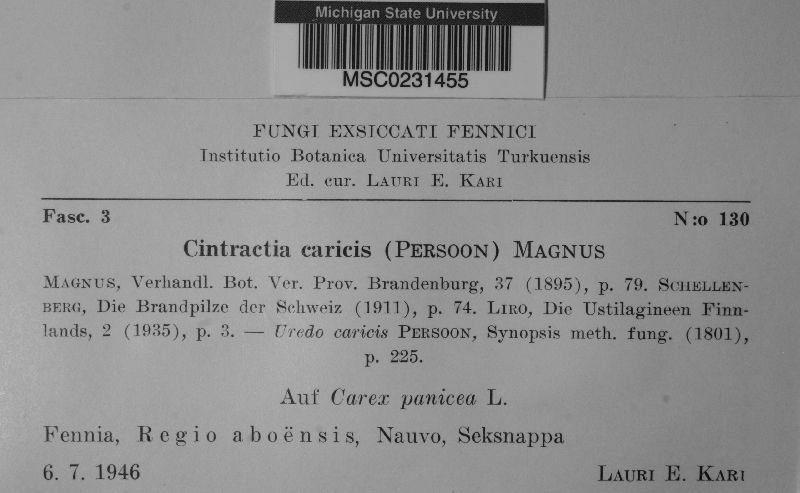 Michigan State University
MSC0231455
FUNGI EXSICCATI FENNICI
Institutio Botanica Universitatis Turkuensis
Ed. cur. LAURI E. KARI
Fasc. 3 N:o 130
Cintractia caricis (PERSOON) MAGNUS
MAGNUS, Verhandl. Bot. Ver. Prov. Brandenburg, 37 (1895), p. 79. SCHELLEN-
BERG, Die Brandpilze der Schweiz (1911), p. 74. LIRO, Die Ustilagineen Finn-
lands, 2 (1935), p. 3. — Uredo caricis PERSOON, Synopsis meth. fung. (1801),
p. 225.
Auf Carex panicea L.
Fennia, Regio aboënsis, Nauvo, Seksnappa
6. 7. 1946 LAURI E. KARI